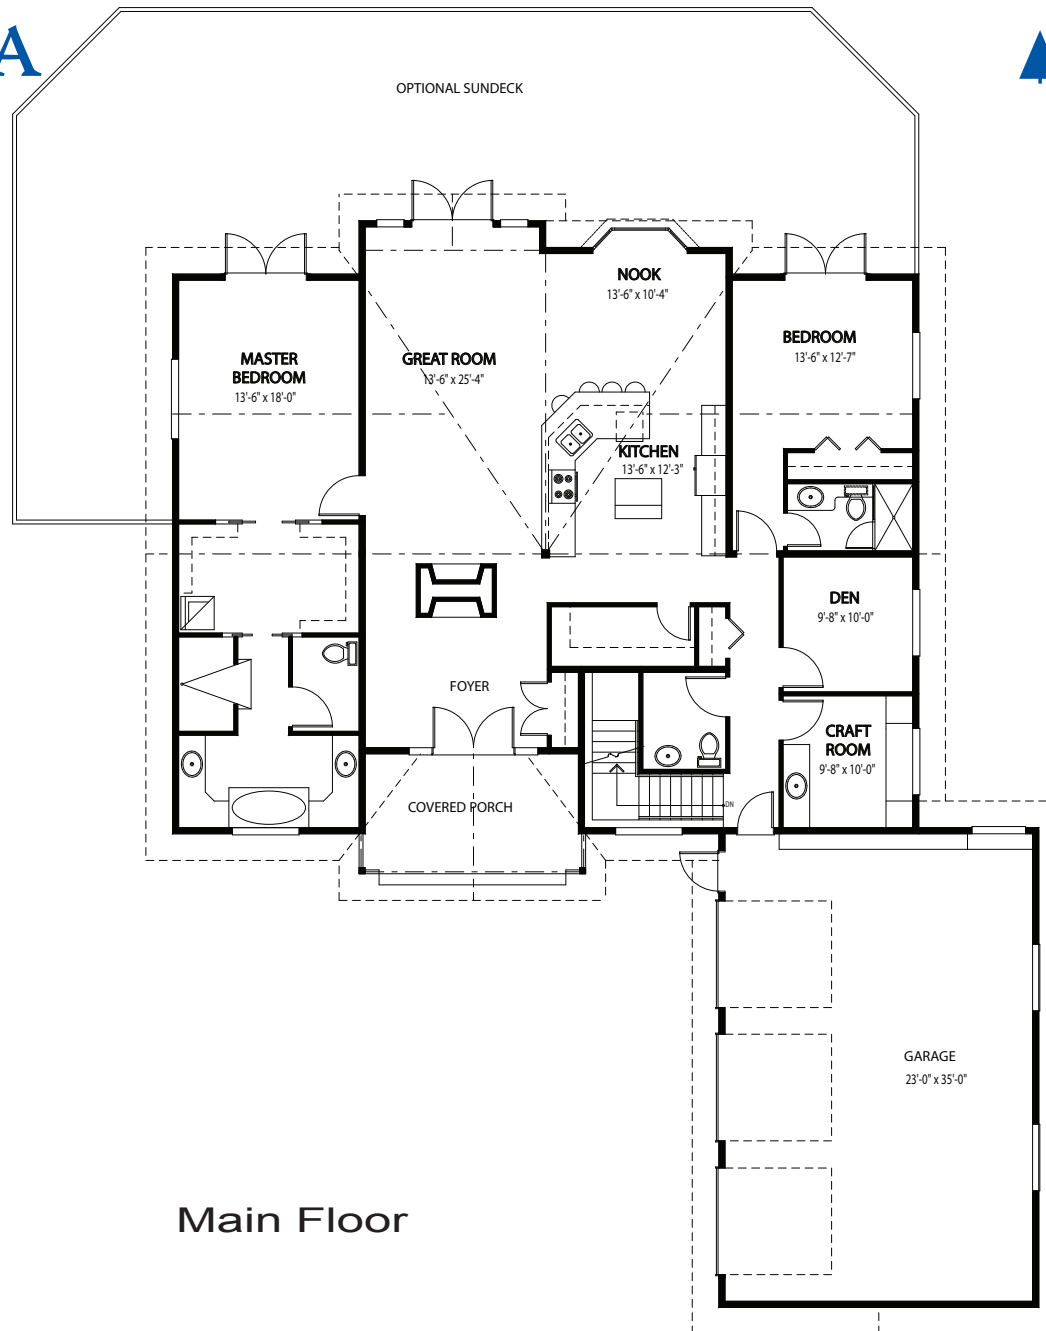 A
OPTIONAL SUNDECK
NOOK
13'-6" x 10'-4"
BEDROOM
13'-6" x 12'-7"
MASTER
BEDROOM
13'-6" x 18'-0"
GREAT ROOM
13'-6" x 25'-4"
KITCHEN
13'-6" x 12'-3"
DEN
9'-8" x 10'-0"
FOYER
CRAFT
ROOM
9'-8" x 10'-0"
COVERED PORCH
DN
GARAGE
23'-0" x 35'-0"
Main Floor